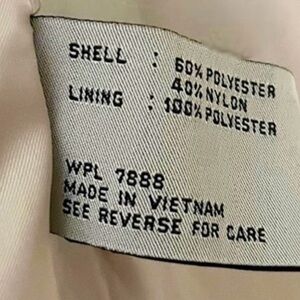 SHELL : 60% POLYESTER
40% NYLON
LINING : 100% POLYESTER
WPL 7888
MADE IN VIETNAM
SEE REVERSE FOR CARE